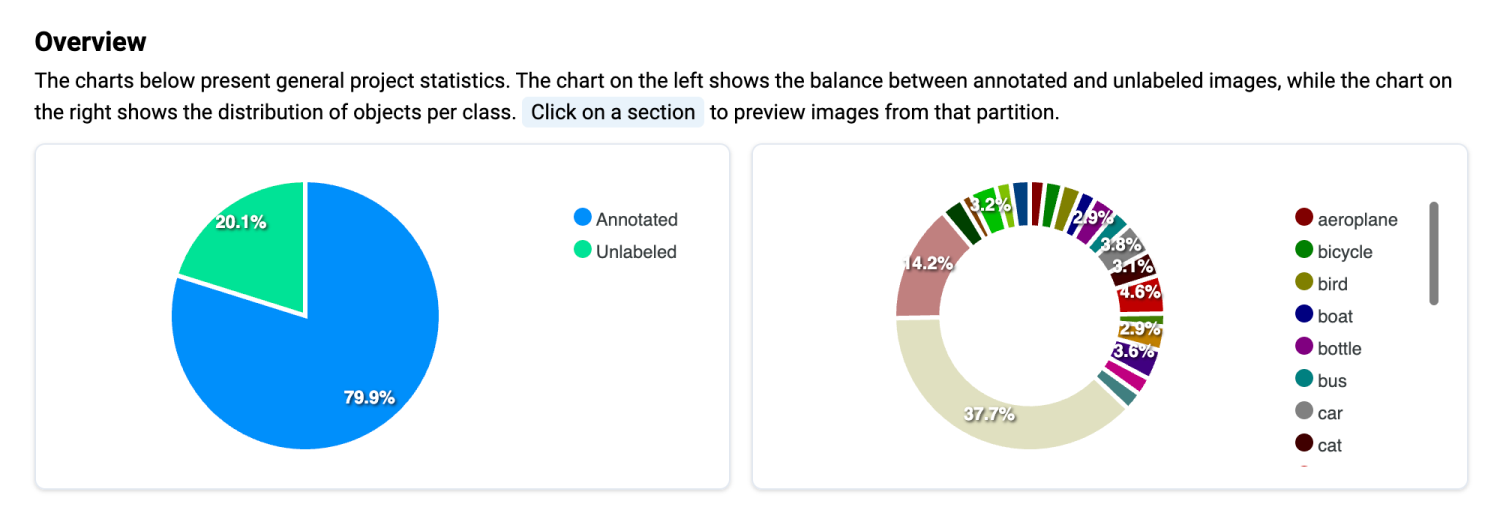 Overview
The charts below present general project statistics. The chart on the left shows the balance between annotated and unlabeled images, while the chart on
the right shows the distribution of objects per class. Click on a section to preview images from that partition.
20.1%
79.9%
Annotated
Unlabeled
3.2%
2.9%
3.8%
3.1%
4.6%
2.9%
3.6%
37.7%
14.2%
aeroplane
bicycle
bird
boat
bottle
bus
car
cat